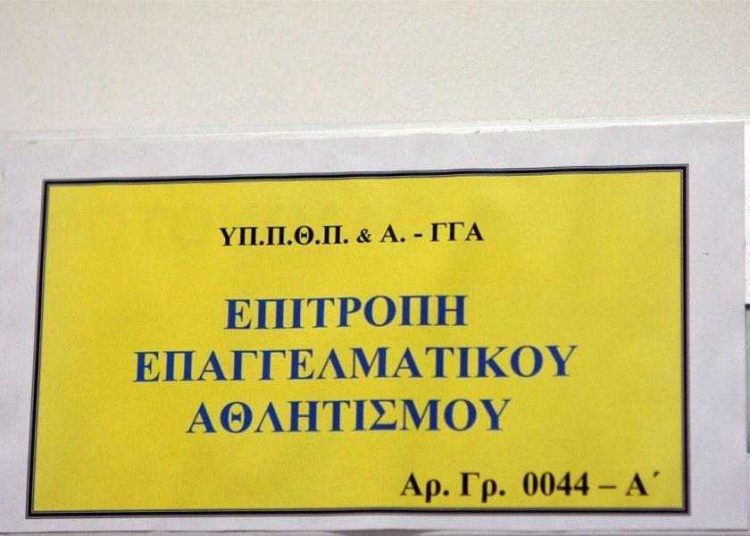 ΥΠ.Π.Θ.Π. & Α. - ΓΓΑ
ΕΠΙΤΡΟΠΗ
ΕΠΑΓΓΕΛΜΑΤΙΚΟΥ
ΑΘΛΗΤΙΣΜΟΥ
Αρ. Γρ. 0044 – Α΄